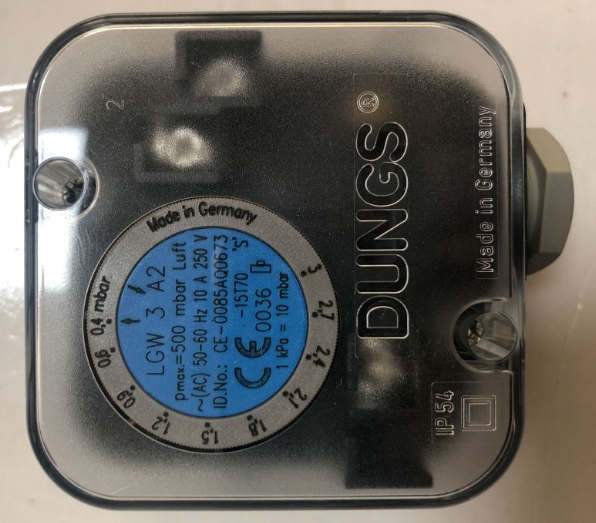 LGW 3 A2
pmax.=500 mbar Luft
~(AC) 50-60 Hz 10 A 250 V
ID.No.: CE-0085AQ0673
-15T70 'S'
CE 0036
1 kPa = 10 mbar
Made in Germany
0,4 mbar
0,6
0,9
1,2
1,5
1,8
2,1
2,4
2,7
3
DUNGS®
Made in Germany
IP 54
2